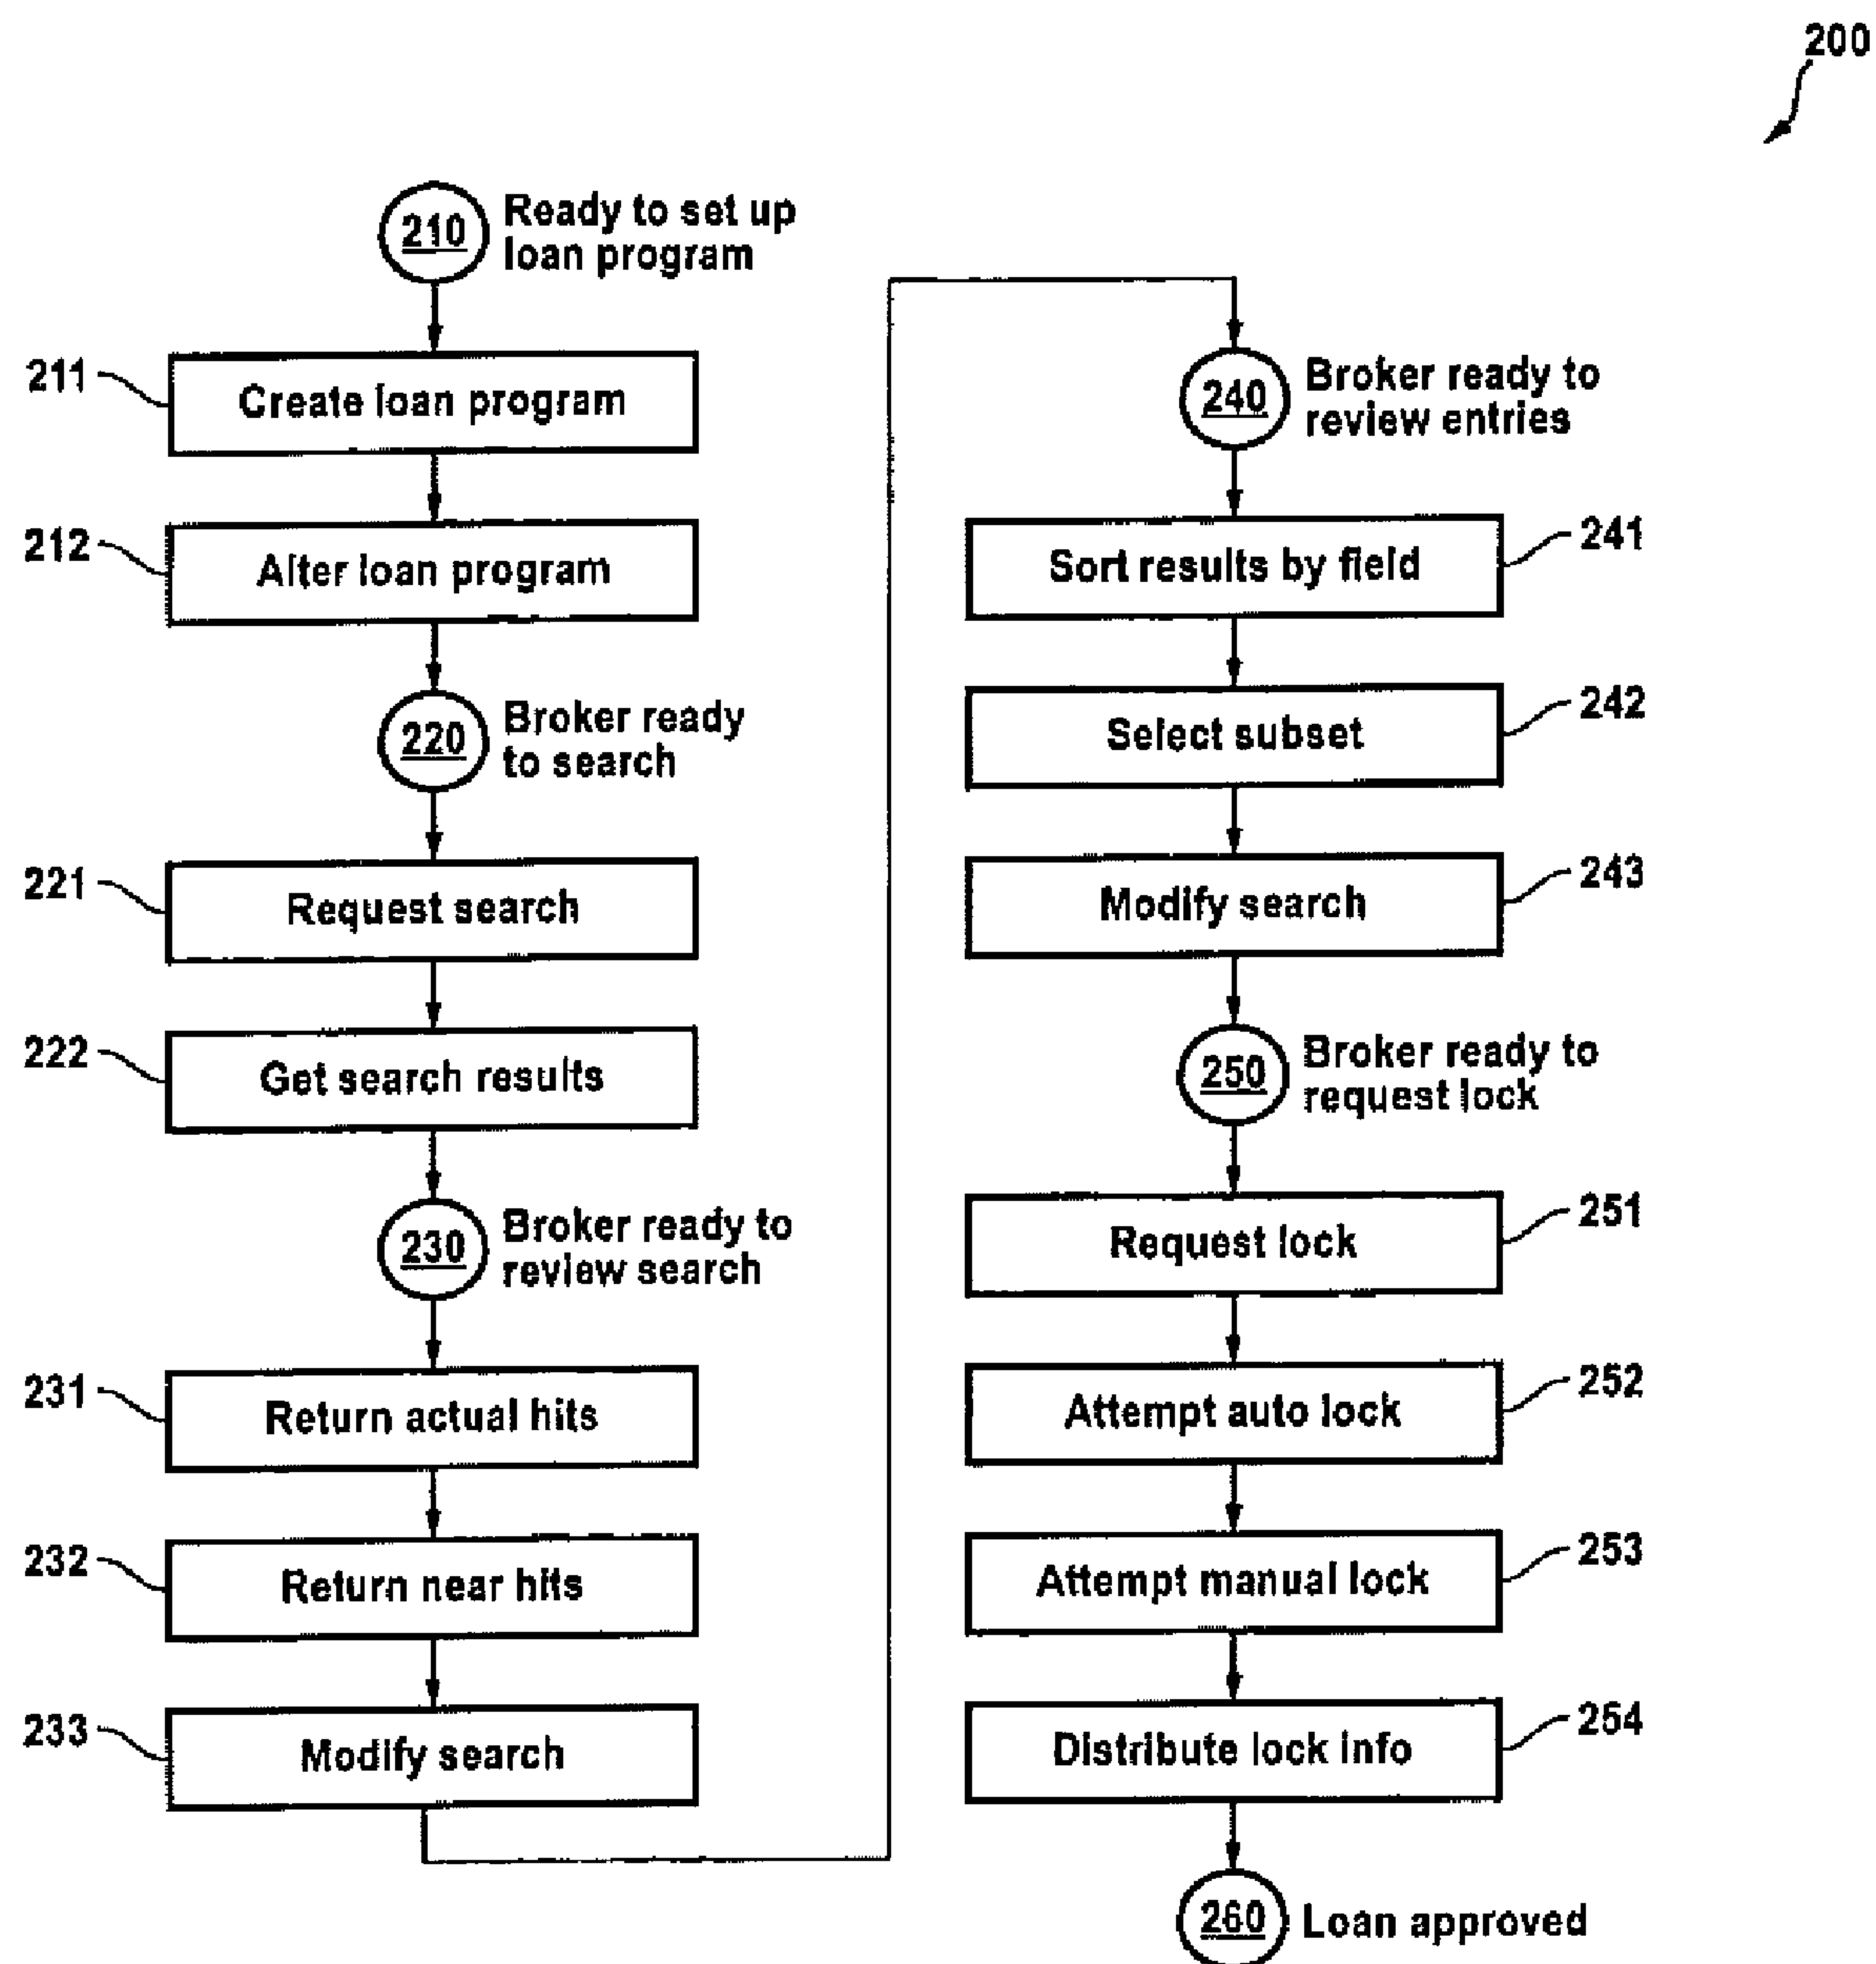 200
210
Ready to set up
loan program
211
Create loan program
212
Alter loan program
220
Broker ready
to search
221
Request search
222
Get search results
230
Broker ready to
review search
231
Return actual hits
232
Return near hits
233
Modify search
240
Broker ready to
review entries
241
Sort results by field
242
Select subset
243
Modify search
250
Broker ready to
request lock
251
Request lock
252
Attempt auto lock
253
Attempt manual lock
254
Distribute lock info
260
Loan approved